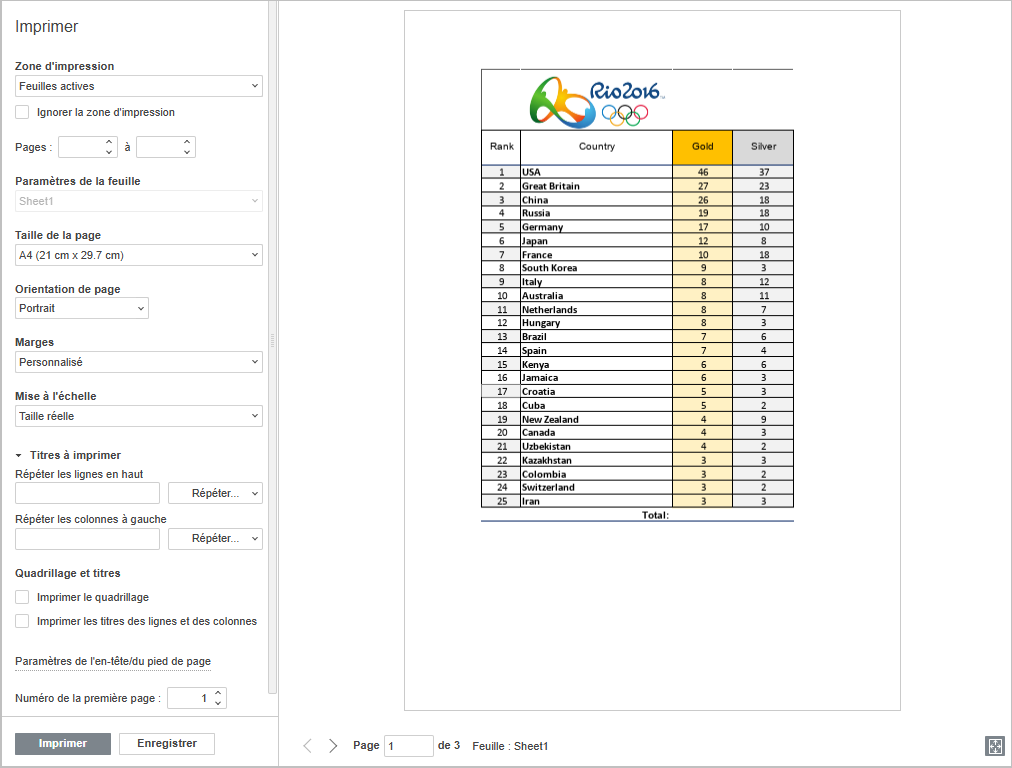 Imprimer
Zone d'impression
Feuilles actives
Ignorer la zone d'impression
Pages :
à
Paramètres de la feuille
Sheet1
Taille de la page
A4 (21 cm x 29.7 cm)
Orientation de page
Portrait
Marges
Personnalisé
Mise à l'échelle
Taille réelle
Titres à imprimer
Répéter les lignes en haut
Répéter...
Répéter les colonnes à gauche
Répéter...
Quadrillage et titres
Imprimer le quadrillage
Imprimer les titres des lignes et des colonnes
Paramètres de l'en-tête/du pied de page
Numéro de la première page : 1
Imprimer Enregistrer
Rio2016
Rank Country Gold Silver
1 USA 46 37
2 Great Britain 27 23
3 China 26 18
4 Russia 19 18
5 Germany 17 10
6 Japan 12 8
7 France 10 18
8 South Korea 9 3
9 Italy 8 12
10 Australia 8 11
11 Netherlands 8 7
12 Hungary 8 3
13 Brazil 7 6
14 Spain 7 4
15 Kenya 6 6
16 Jamaica 6 3
17 Croatia 5 3
18 Cuba 5 2
19 New Zealand 4 9
20 Canada 4 3
21 Uzbekistan 4 2
22 Kazakhstan 3 3
23 Colombia 3 2
24 Switzerland 3 2
25 Iran 3 3
Total:
Page 1 de 3 Feuille : Sheet1